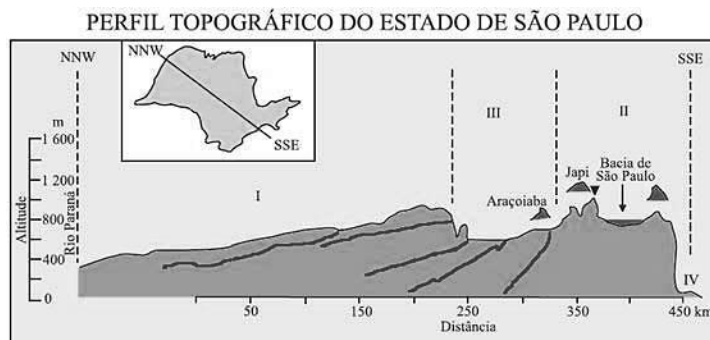 PERFIL TOPOGRÁFICO DO ESTADO DE SÃO PAULO
NNW
NNW
SSE
SSE
m
1 600
1 200
800
400
0
Altitude
Rio Paraná
I
III
II
IV
Araçoiaba
Japi
Bacia de
São Paulo
50
150
250
350
450 km
Distância